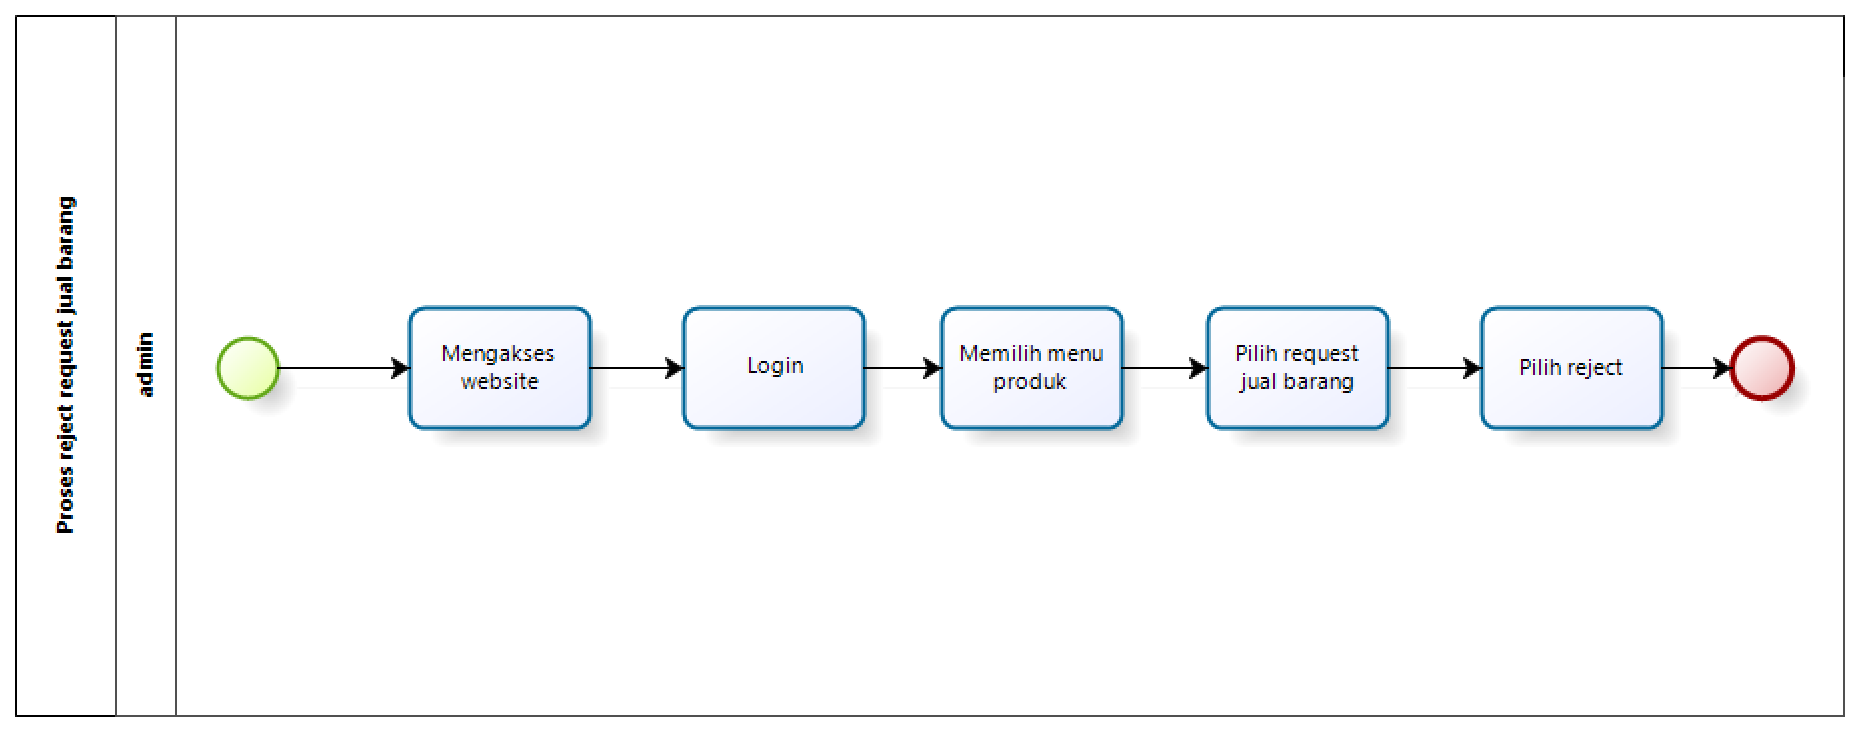 Proses reject request jual barang
admin
Mengakses
website
Login
Memilih menu
produk
Pilih request
jual barang
Pilih reject